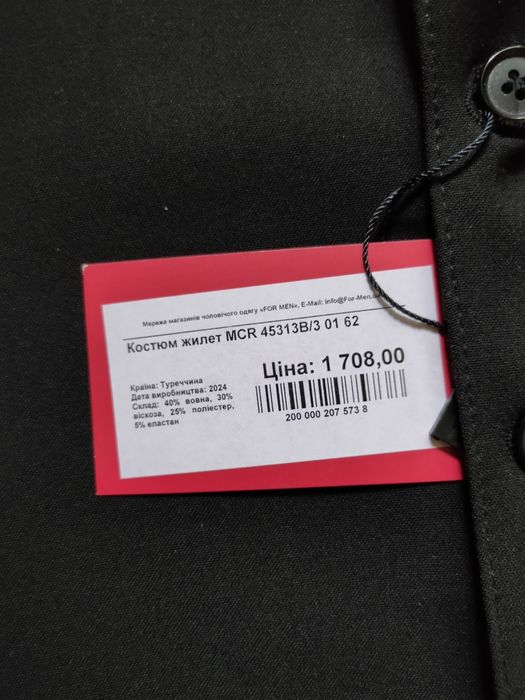 Мережа магазинів чоловічого одягу «FOR MEN», E-Mail: Info@For-Men.
Костюм жилет MCR 45313B/3 01 62
Ціна: 1 708,00
Країна: Туреччина
Дата виробництва: 2024
Склад: 40% вовна, 30%
віскоза, 25% поліестер,
5% еластан
200 000 207 573 8